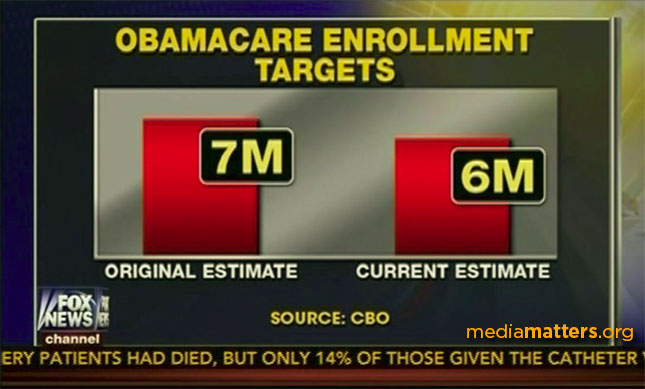 OBAMACARE ENROLLMENT
TARGETS
7M
6M
ORIGINAL ESTIMATE
CURRENT ESTIMATE
SOURCE: CBO
FOX
NEWS
channel
mediamatters.org
ERY PATIENTS HAD DIED, BUT ONLY 14% OF THOSE GIVEN THE CATHETER